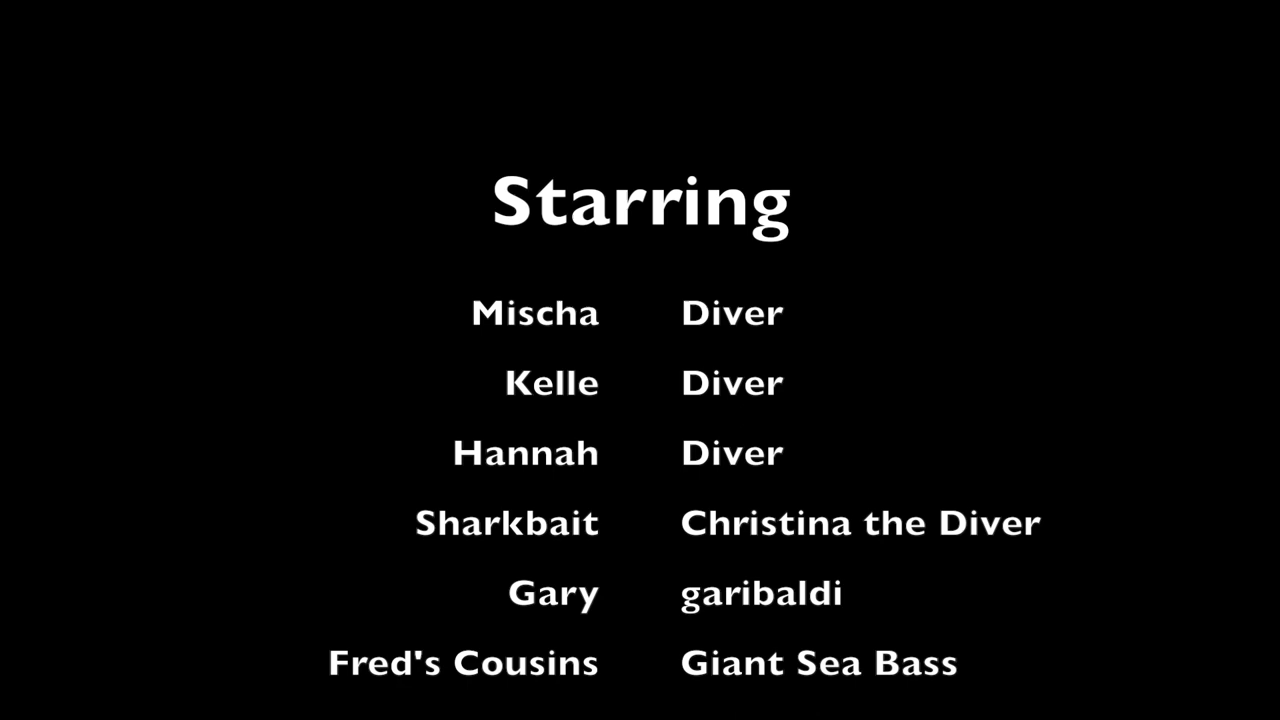 Starring
Mischa Diver
Kelle Diver
Hannah Diver
Sharkbait Christina the Diver
Gary garibaldi
Fred's Cousins Giant Sea Bass